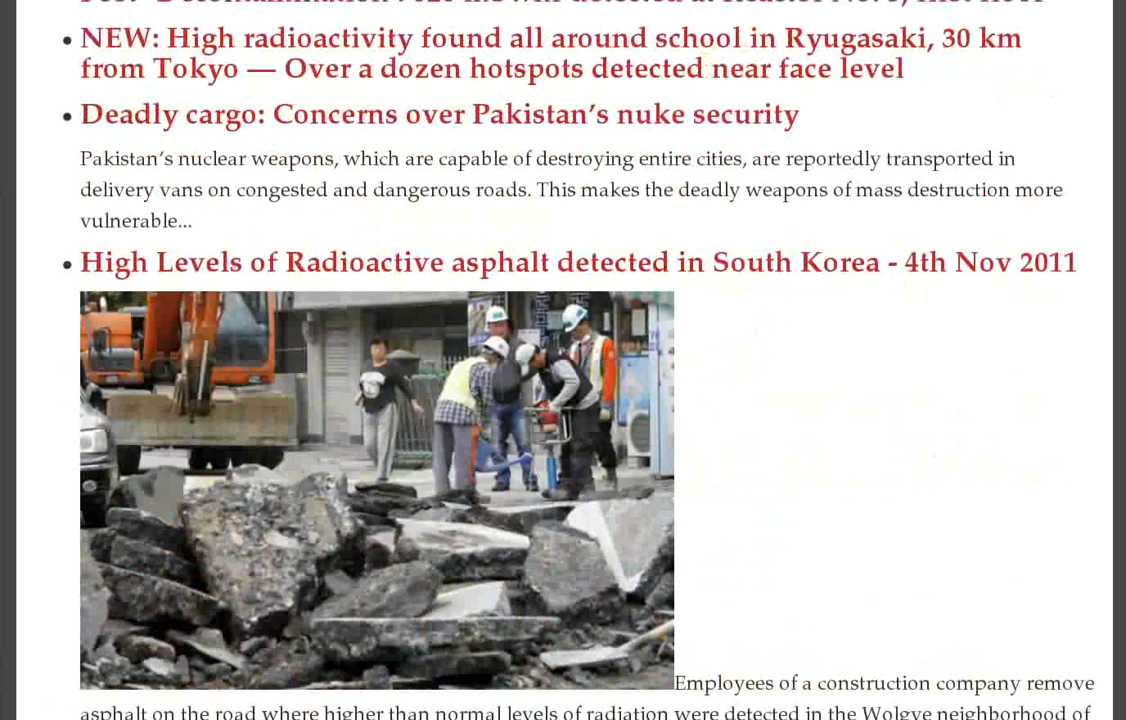 NEW: High radioactivity found all around school in Ryugasaki, 30 km
from Tokyo — Over a dozen hotspots detected near face level
Deadly cargo: Concerns over Pakistan’s nuke security
Pakistan’s nuclear weapons, which are capable of destroying entire cities, are reportedly transported in
delivery vans on congested and dangerous roads. This makes the deadly weapons of mass destruction more
vulnerable...
High Levels of Radioactive asphalt detected in South Korea - 4th Nov 2011
Employees of a construction company remove
asphalt on the road where higher than normal levels of radiation were detected in the Wolgye neighborhood of